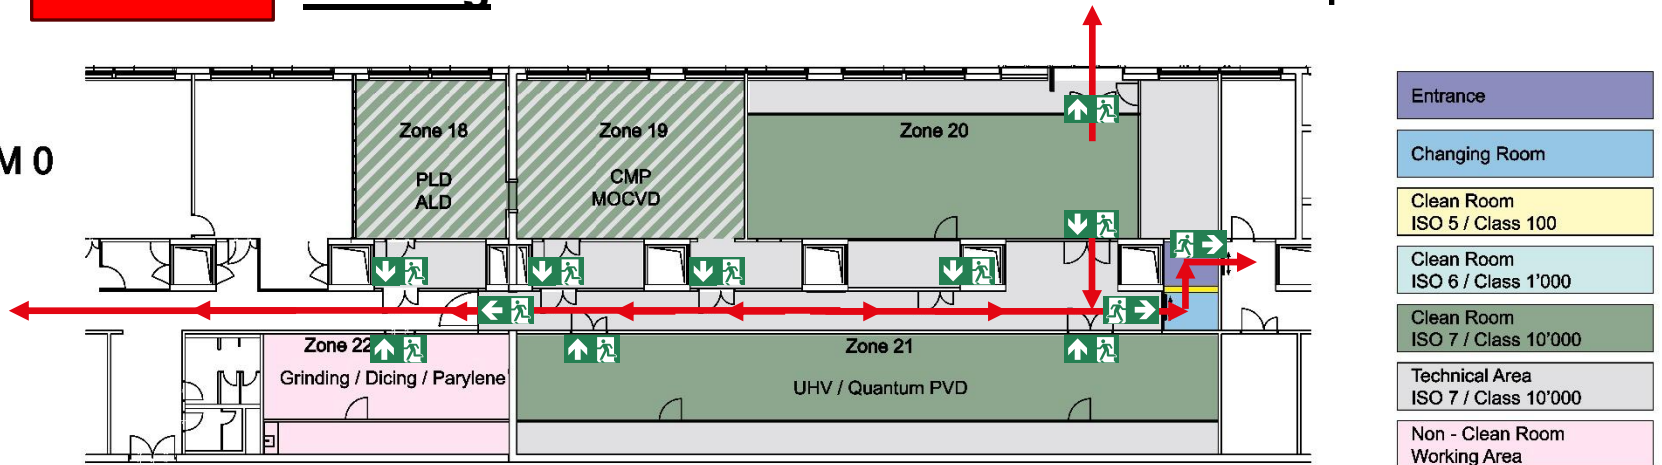 M 0
Zone 18
PLD
ALD
Zone 19
CMP
MOCVD
Zone 20
Zone 22
Grinding / Dicing / Parylene
Zone 21
UHV / Quantum PVD
Entrance
Changing Room
Clean Room
ISO 5 / Class 100
Clean Room
ISO 6 / Class 1'000
Clean Room
ISO 7 / Class 10'000
Technical Area
ISO 7 / Class 10'000
Non - Clean Room
Working Area